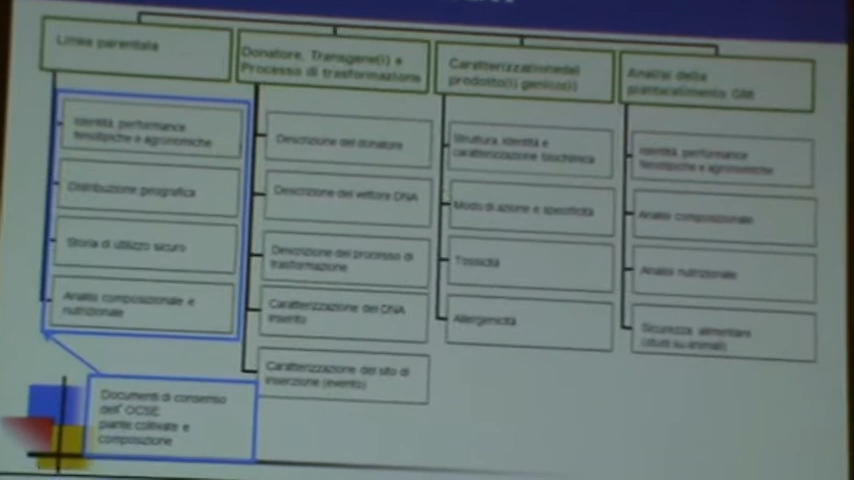 Linea parentale
Identità, performance
fenotipiche e agronomiche
Distribuzione geografica
Storia di utilizzo sicuro
Analisi composizionale e
nutrizionale
Documenti di consenso
dell' OCSE
piante coltivate e
composizione
Donatore, Transgene(i) e
Processo di trasformazione
Descrizione del donatore
Descrizione del vettore DNA
Descrizione del processo di
trasformazione
Caratterizzazione del DNA
inserito
Caratterizzazione del sito di
inserzione (evento)
Caratterizzazione del
prodotto(i) genico(i)
Struttura, identità e
caratterizzazione biochimica
Modo di azione e specificità
Tossicità
Allergenicità
Analisi della
pianta/alimento GM
Identità, performance
fenotipiche e agronomiche
Analisi composizionale
Analisi nutrizionale
Sicurezza alimentare
(studi su animali)